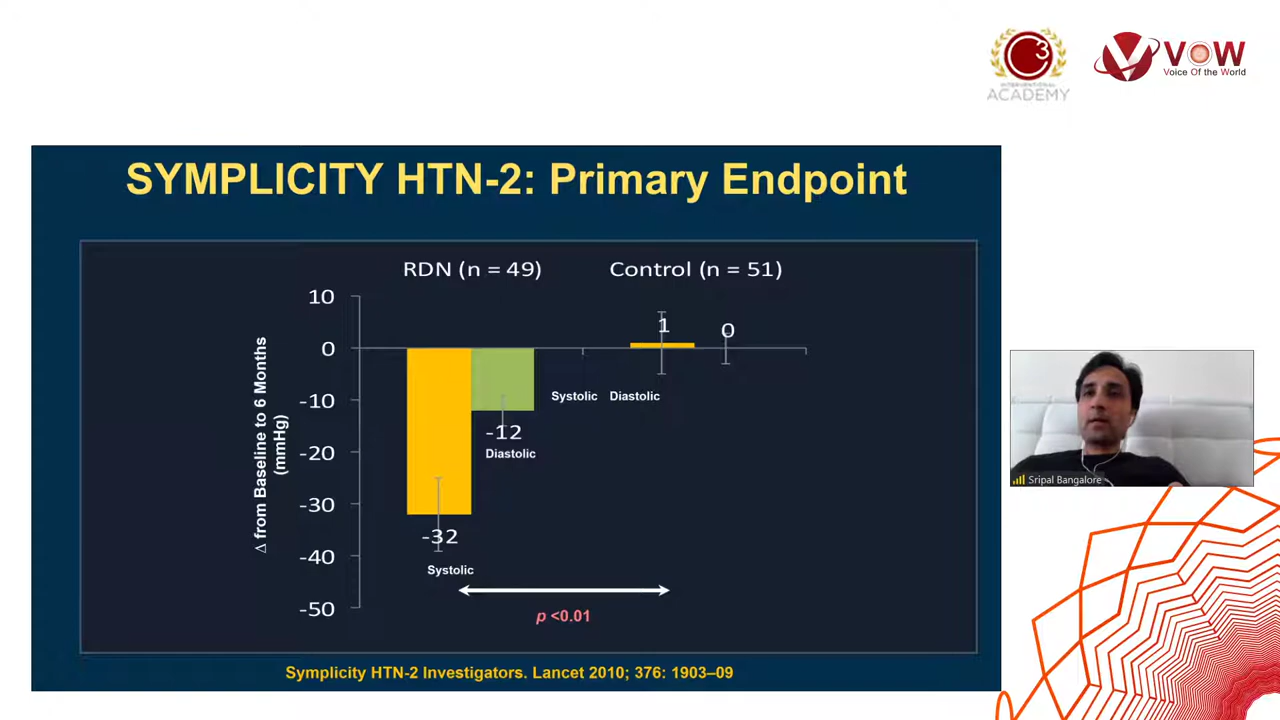 C3
INTERVENTIONAL
ACADEMY
VOW
Voice Of the World
SYMPLICITY HTN-2: Primary Endpoint
RDN (n = 49)
Control (n = 51)
10
0
-10
-20
-30
-40
-50
Δ from Baseline to 6 Months
(mmHg)
1
0
Systolic
Diastolic
-12
Diastolic
-32
Systolic
p <0.01
Symplicity HTN-2 Investigators. Lancet 2010; 376: 1903–09
Sripal Bangalore